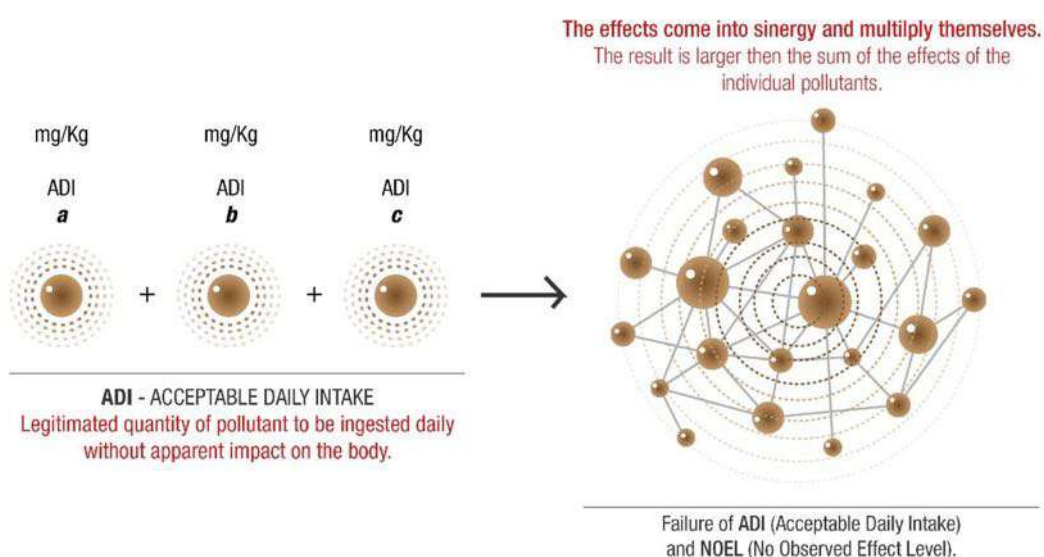 The effects come into sinergy and multilply themselves.
The result is larger then the sum of the effects of the
individual pollutants.
mg/Kg
mg/Kg
mg/Kg
ADI
ADI
ADI
a
b
c
+
+
ADI - ACCEPTABLE DAILY INTAKE
Legitimated quantity of pollutant to be ingested daily
without apparent impact on the body.
Failure of ADI (Acceptable Daily Intake)
and NOEL (No Observed Effect Level).